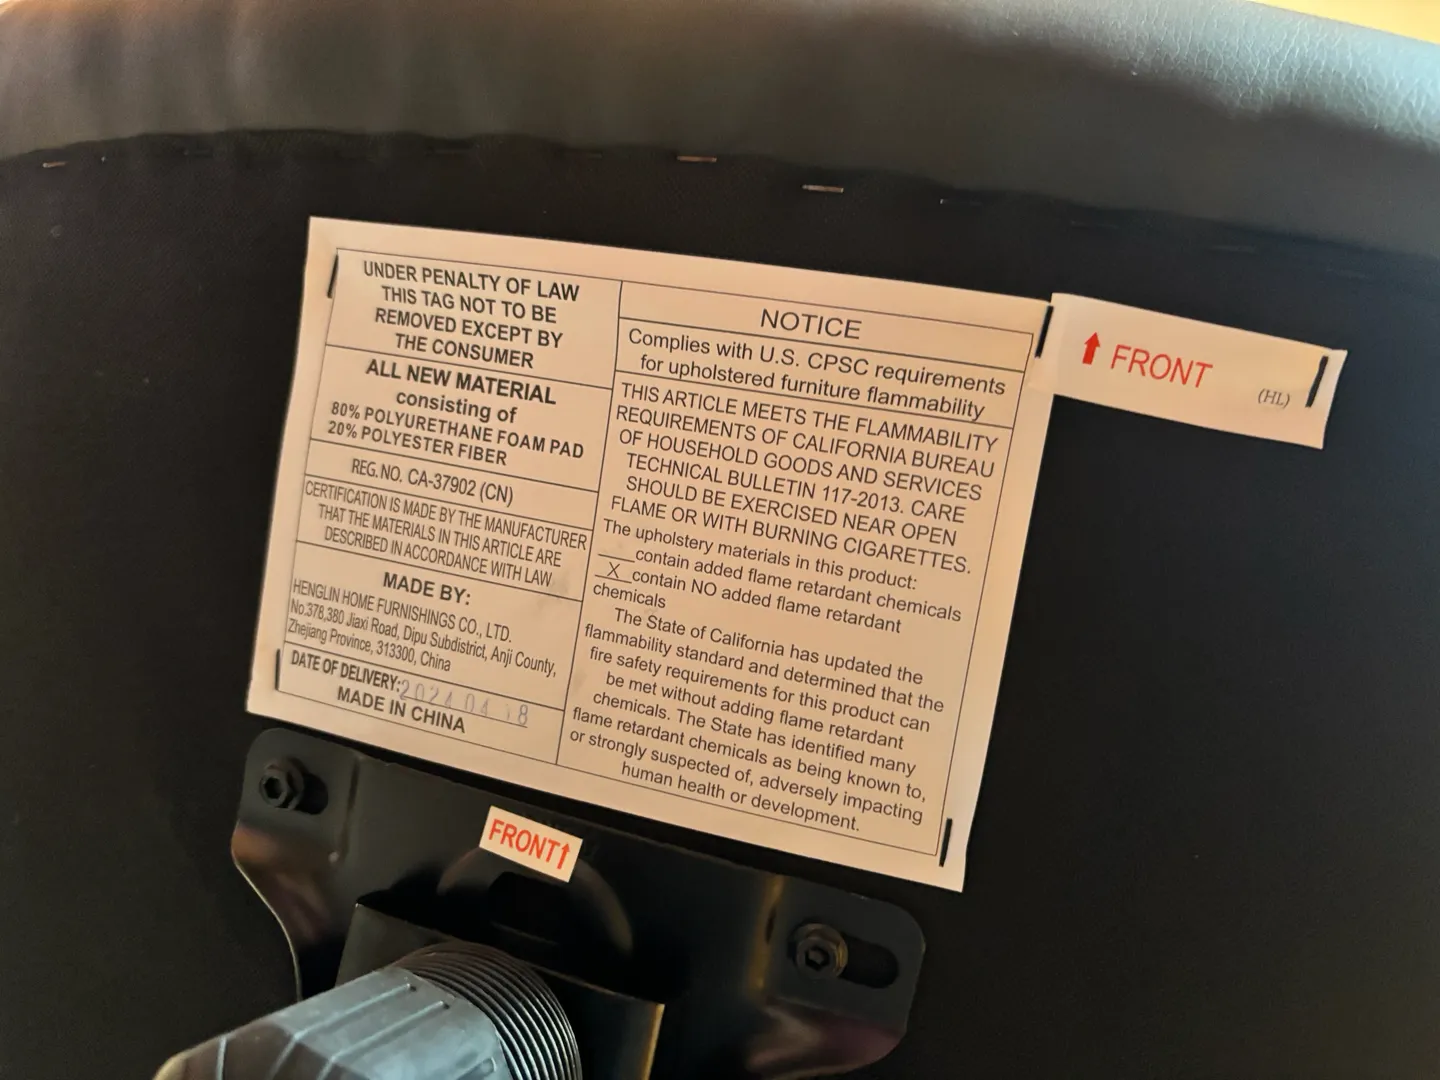 UNDER PENALTY OF LAW
THIS TAG NOT TO BE
REMOVED EXCEPT BY
THE CONSUMER
ALL NEW MATERIAL
consisting of
80% POLYURETHANE FOAM PAD
20% POLYESTER FIBER
REG. NO. CA-37902 (CN)
CERTIFICATION IS MADE BY THE MANUFACTURER
THAT THE MATERIALS IN THIS ARTICLE ARE
DESCRIBED IN ACCORDANCE WITH LAW
MADE BY:
HENGLIN HOME FURNISHINGS CO., LTD.
No.378,380 Jiaxi Road, Dipu Subdistrict, Anji County,
Zhejiang Province, 313300, China
DATE OF DELIVERY: 2024 04
MADE IN CHINA
NOTICE
Complies with U.S. CPSC requirements
for upholstered furniture flammability
THIS ARTICLE MEETS THE FLAMMABILITY
REQUIREMENTS OF CALIFORNIA BUREAU
OF HOUSEHOLD GOODS AND SERVICES
TECHNICAL BULLETIN 117-2013. CARE
SHOULD BE EXERCISED NEAR OPEN
FLAME OR WITH BURNING CIGARETTES.
The upholstery materials in this product:
___contain added flame retardant chemicals
_X_contain NO added flame retardant
chemicals
The State of California has updated the
flammability standard and determined that the
fire safety requirements for this product can
be met without adding flame retardant
chemicals. The State has identified many
flame retardant chemicals as being known to,
or strongly suspected of, adversely impacting
human health or development.
↑ FRONT
(HL)
FRONT↑